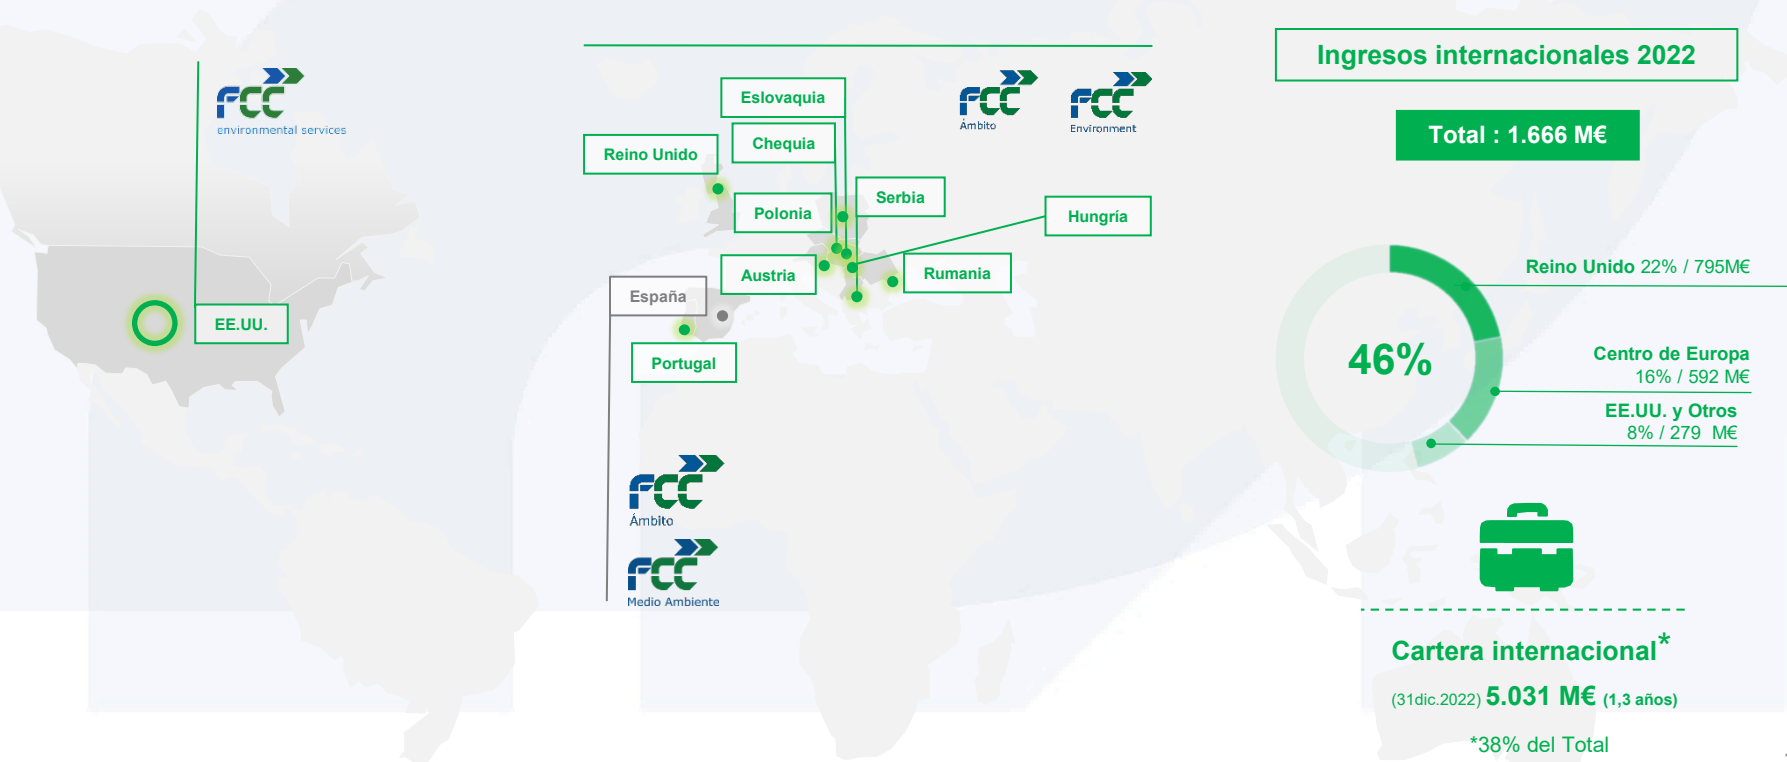 FCC
environmental services
EE.UU.
FCC
Ámbito
FCC
Environment
Eslovaquia
Chequia
Reino Unido
Serbia
Polonia
Hungría
Austria
Rumania
España
Portugal
FCC
Ámbito
FCC
Medio Ambiente
Ingresos internacionales 2022
Total : 1.666 M€
46%
Reino Unido 22% / 795M€
Centro de Europa
16% / 592 M€
EE.UU. y Otros
8% / 279 M€
Cartera internacional*
(31dic.2022) 5.031 M€ (1,3 años)
*38% del Total